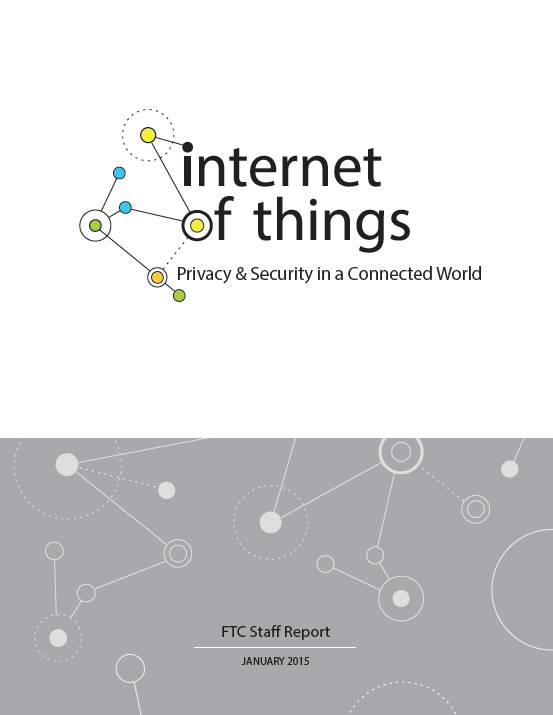 internet
of things
Privacy & Security in a Connected World
FTC Staff Report
JANUARY 2015